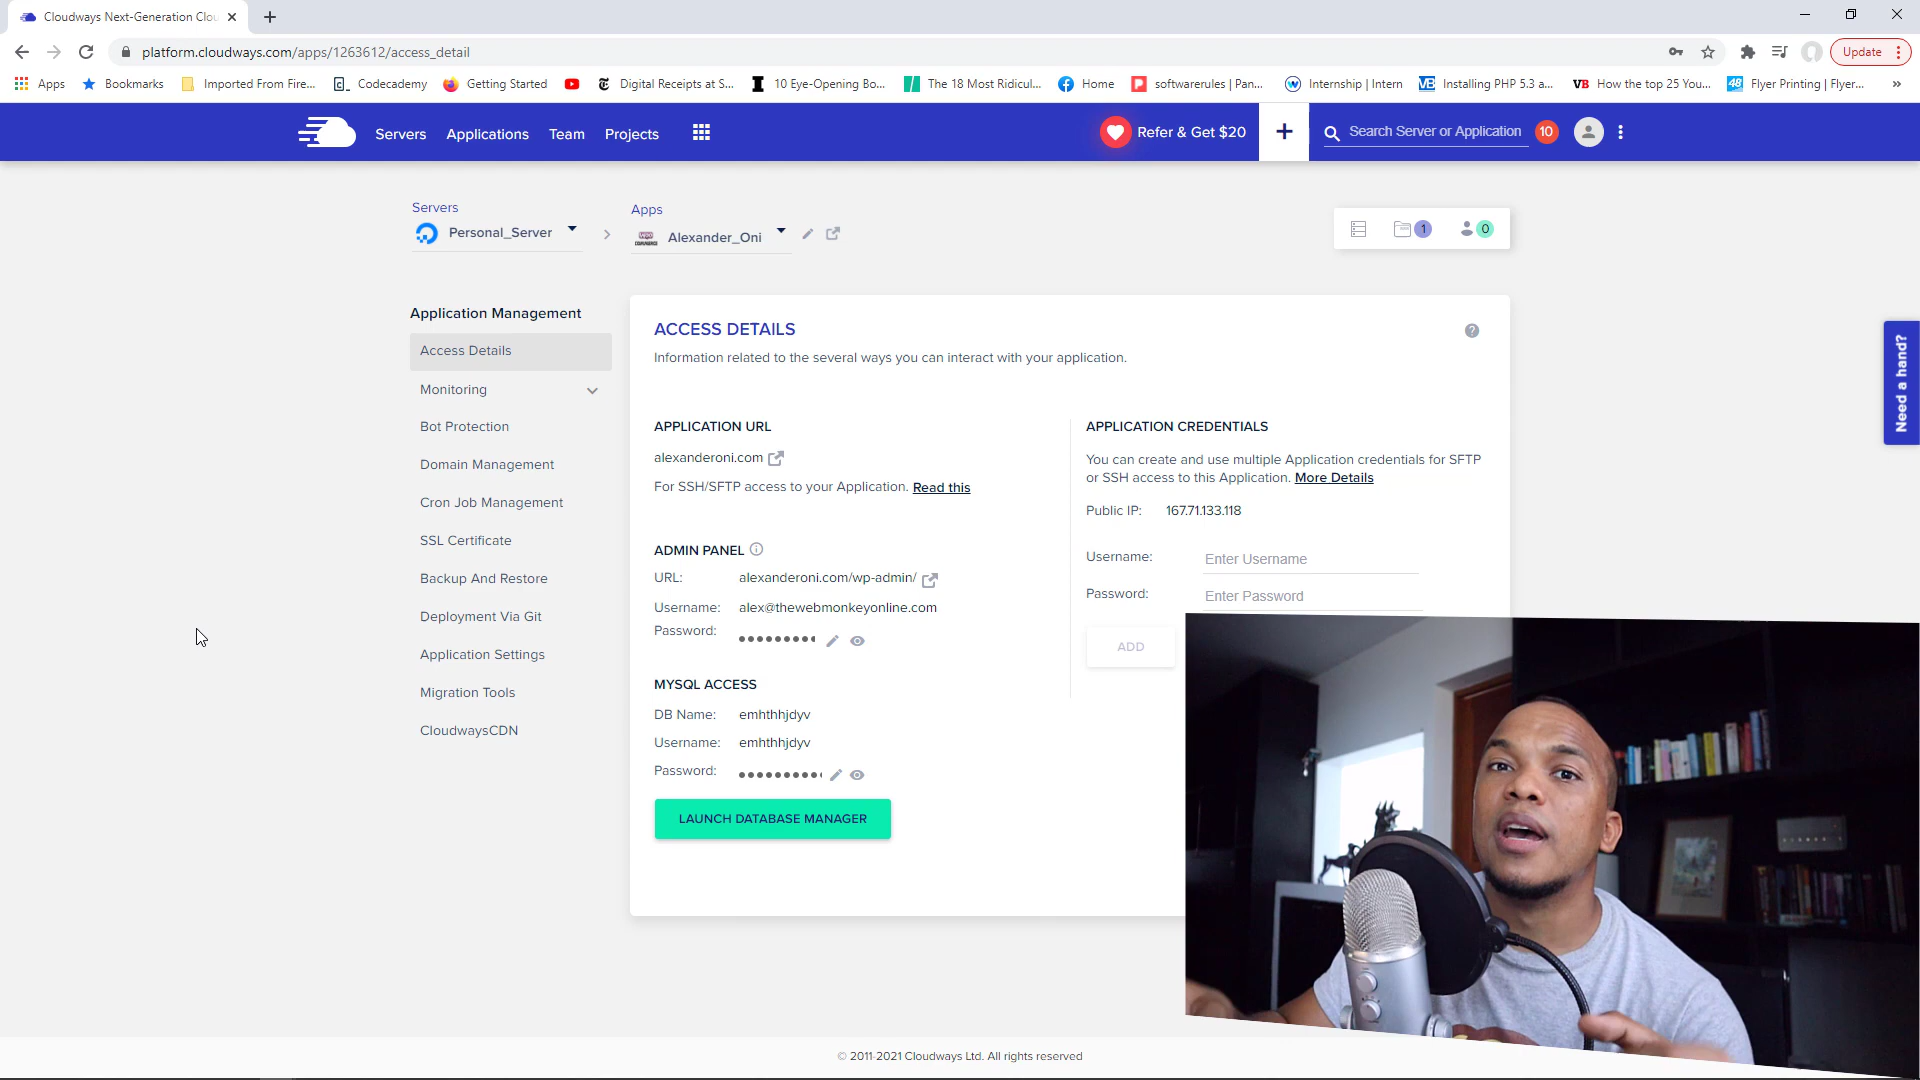 Cloudways Next-Generation Clou
platform.cloudways.com/apps/1263612/access_detail
Update
Apps
Bookmarks
Imported From Fire...
Codecademy
Getting Started
Digital Receipts at S...
10 Eye-Opening Bo...
The 18 Most Ridicul...
Home
softwarerules | Pan...
Internship | Intern
Installing PHP 5.3 a...
VB How the top 25 You...
Flyer Printing | Flyer...
Servers
Applications
Team
Projects
Refer & Get $20
Search Server or Application
10
Servers
Personal_Server
Apps
Alexander_Oni
1
0
Application Management
Access Details
Monitoring
Bot Protection
Domain Management
Cron Job Management
SSL Certificate
Backup And Restore
Deployment Via Git
Application Settings
Migration Tools
CloudwaysCDN
ACCESS DETAILS
Information related to the several ways you can interact with your application.
APPLICATION URL
alexanderoni.com
For SSH/SFTP access to your Application. Read this
ADMIN PANEL
URL: alexanderoni.com/wp-admin/
Username: alex@thewebmonkeyonline.com
Password:
MYSQL ACCESS
DB Name: emhthhjdyv
Username: emhthhjdyv
Password:
LAUNCH DATABASE MANAGER
APPLICATION CREDENTIALS
You can create and use multiple Application credentials for SFTP
or SSH access to this Application. More Details
Public IP: 167.71.133.118
Username: Enter Username
Password: Enter Password
ADD
Need a hand?
© 2011-2021 Cloudways Ltd. All rights reserved